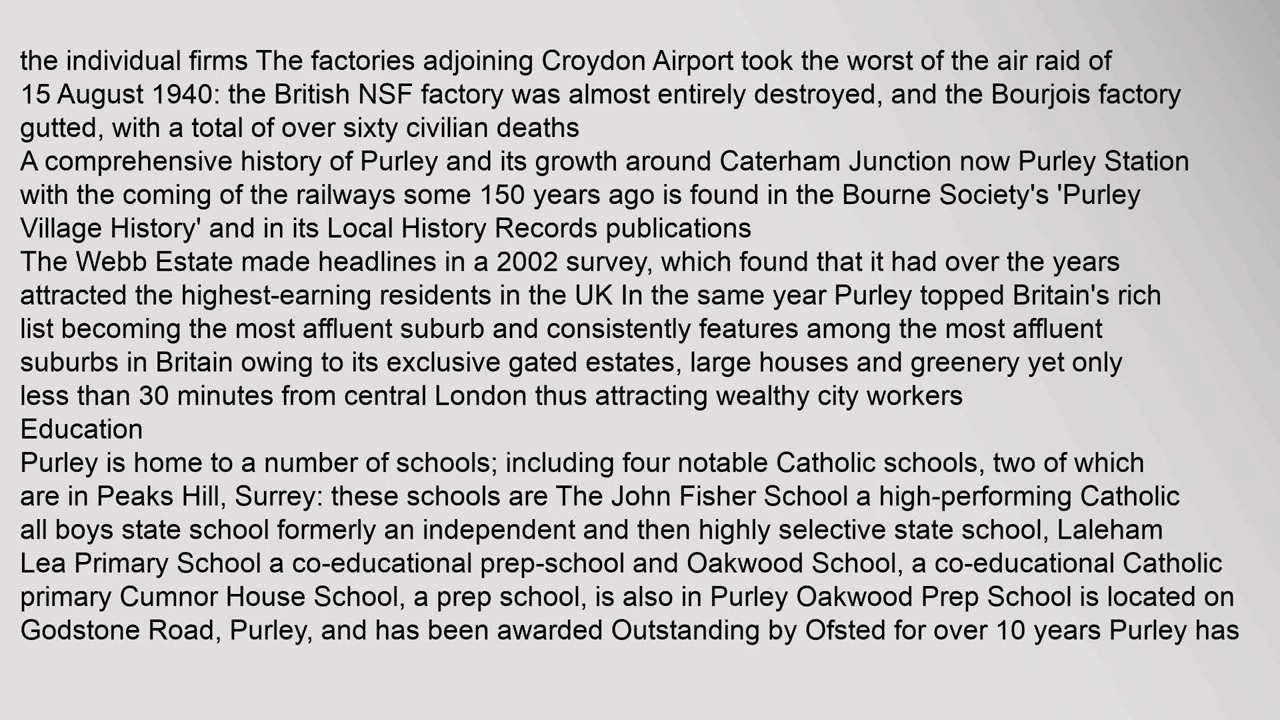 the individual firms The factories adjoining Croydon Airport took the worst of the air raid of
15 August 1940: the British NSF factory was almost entirely destroyed, and the Bourjois factory
gutted, with a total of over sixty civilian deaths
A comprehensive history of Purley and its growth around Caterham Junction now Purley Station
with the coming of the railways some 150 years ago is found in the Bourne Society's 'Purley
Village History' and in its Local History Records publications
The Webb Estate made headlines in a 2002 survey, which found that it had over the years
attracted the highest-earning residents in the UK In the same year Purley topped Britain's rich
list becoming the most affluent suburb and consistently features among the most affluent
suburbs in Britain owing to its exclusive gated estates, large houses and greenery yet only
less than 30 minutes from central London thus attracting wealthy city workers
Education
Purley is home to a number of schools; including four notable Catholic schools, two of which
are in Peaks Hill, Surrey: these schools are The John Fisher School a high-performing Catholic
all boys state school formerly an independent and then highly selective state school, Laleham
Lea Primary School a co-educational prep-school and Oakwood School, a co-educational Catholic
primary Cumnor House School, a prep school, is also in Purley Oakwood Prep School is located on
Godstone Road, Purley, and has been awarded Outstanding by Ofsted for over 10 years Purley has